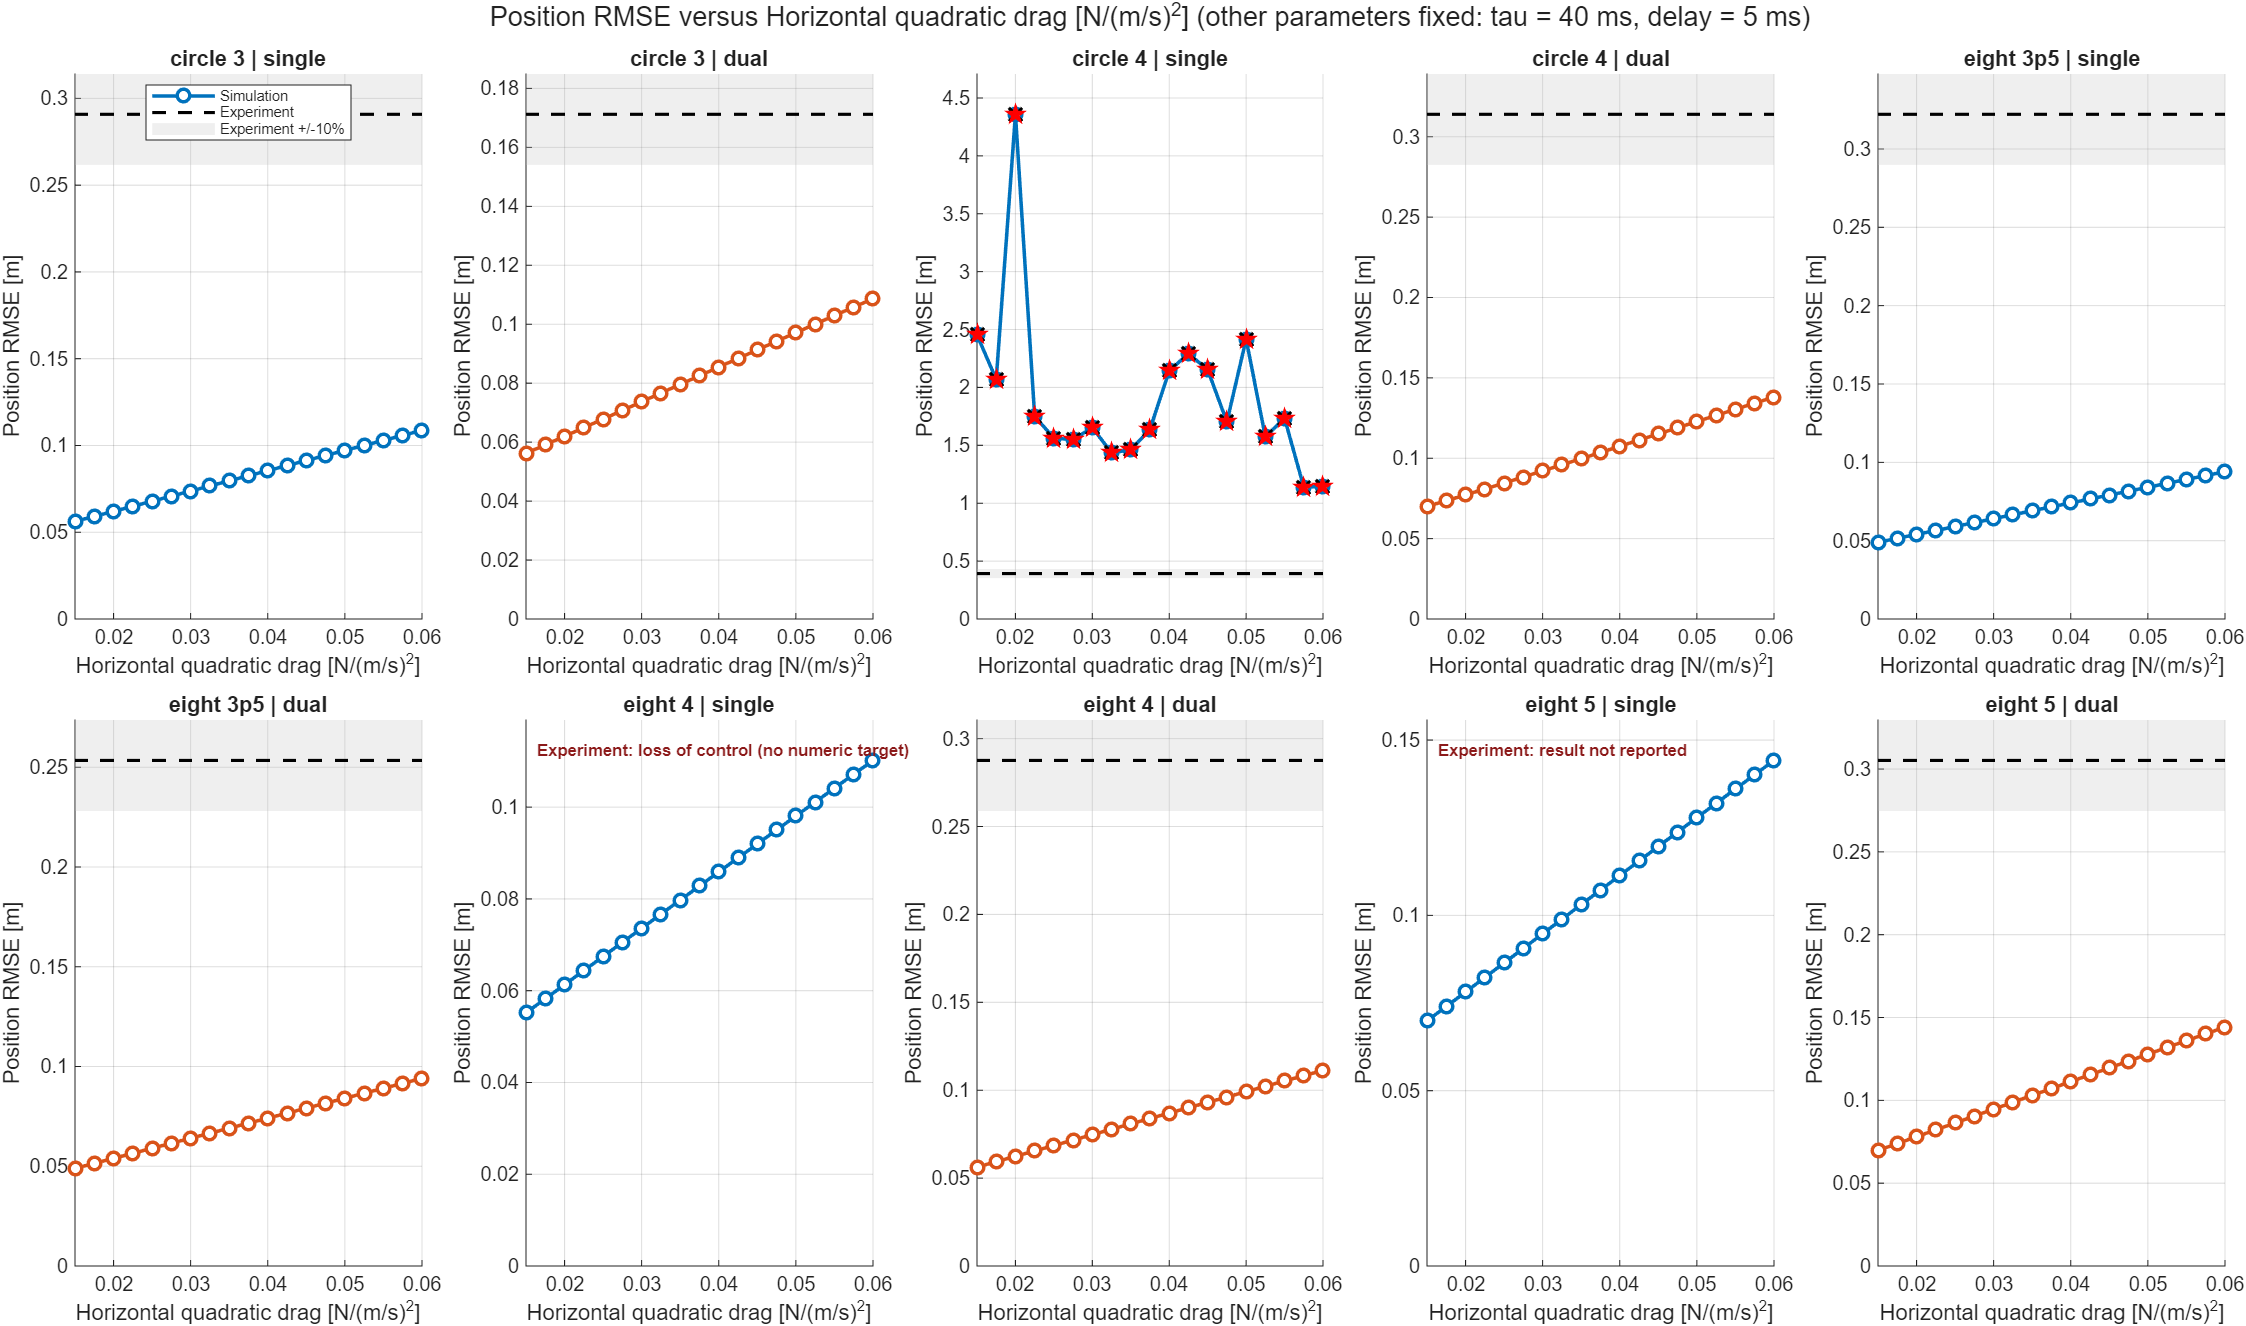 Position RMSE versus Horizontal quadratic drag [N/(m/s)²] (other parameters fixed: tau = 40 ms, delay = 5 ms)
circle 3 | single
Simulation
Experiment
Experiment +/-10%
Position RMSE [m]
0.3
0.25
0.2
0.15
0.1
0.05
0
0.02 0.03 0.04 0.05 0.06
Horizontal quadratic drag [N/(m/s)²]
circle 3 | dual
Position RMSE [m]
0.18
0.16
0.14
0.12
0.1
0.08
0.06
0.04
0.02
0
0.02 0.03 0.04 0.05 0.06
Horizontal quadratic drag [N/(m/s)²]
circle 4 | single
Position RMSE [m]
4.5
4
3.5
3
2.5
2
1.5
1
0.5
0
0.02 0.03 0.04 0.05 0.06
Horizontal quadratic drag [N/(m/s)²]
circle 4 | dual
Position RMSE [m]
0.3
0.25
0.2
0.15
0.1
0.05
0
0.02 0.03 0.04 0.05 0.06
Horizontal quadratic drag [N/(m/s)²]
eight 3p5 | single
Position RMSE [m]
0.3
0.25
0.2
0.15
0.1
0.05
0
0.02 0.03 0.04 0.05 0.06
Horizontal quadratic drag [N/(m/s)²]
eight 3p5 | dual
Position RMSE [m]
0.25
0.2
0.15
0.1
0.05
0
0.02 0.03 0.04 0.05 0.06
Horizontal quadratic drag [N/(m/s)²]
eight 4 | single
Experiment: loss of control (no numeric target)
Position RMSE [m]
0.1
0.08
0.06
0.04
0.02
0
0.02 0.03 0.04 0.05 0.06
Horizontal quadratic drag [N/(m/s)²]
eight 4 | dual
Position RMSE [m]
0.3
0.25
0.2
0.15
0.1
0.05
0
0.02 0.03 0.04 0.05 0.06
Horizontal quadratic drag [N/(m/s)²]
eight 5 | single
Experiment: result not reported
Position RMSE [m]
0.15
0.1
0.05
0
0.02 0.03 0.04 0.05 0.06
Horizontal quadratic drag [N/(m/s)²]
eight 5 | dual
Position RMSE [m]
0.3
0.25
0.2
0.15
0.1
0.05
0
0.02 0.03 0.04 0.05 0.06
Horizontal quadratic drag [N/(m/s)²]